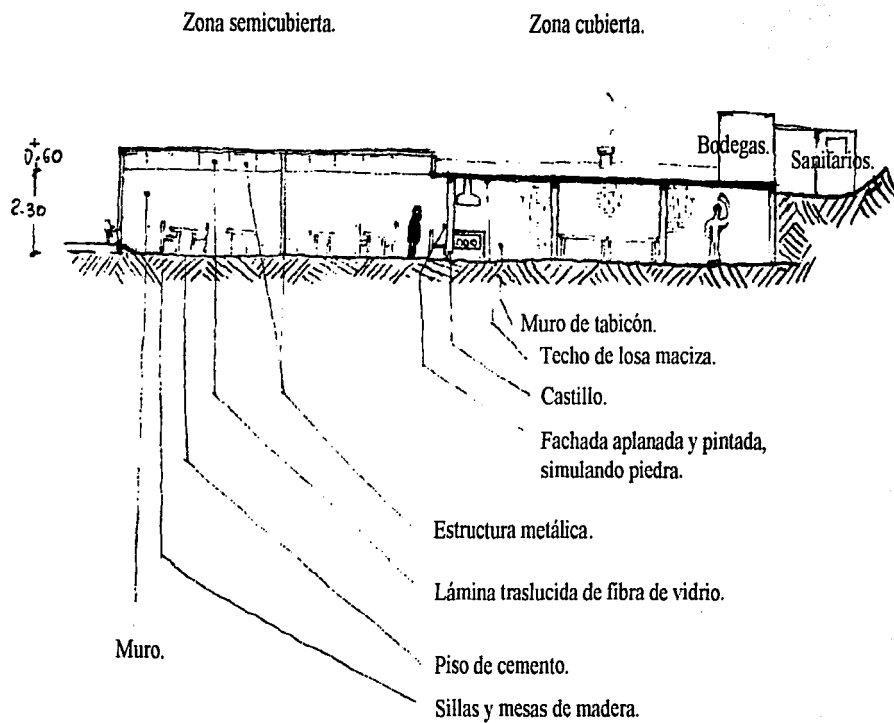 Zona semicubierta.
Zona cubierta.
Bodegas.
Sanitarios.
+
0.60
2.30
Muro de tabicón.
Techo de losa maciza.
Castillo.
Fachada aplanada y pintada,
simulando piedra.
Estructura metálica.
Lámina traslucida de fibra de vidrio.
Muro.
Piso de cemento.
Sillas y mesas de madera.